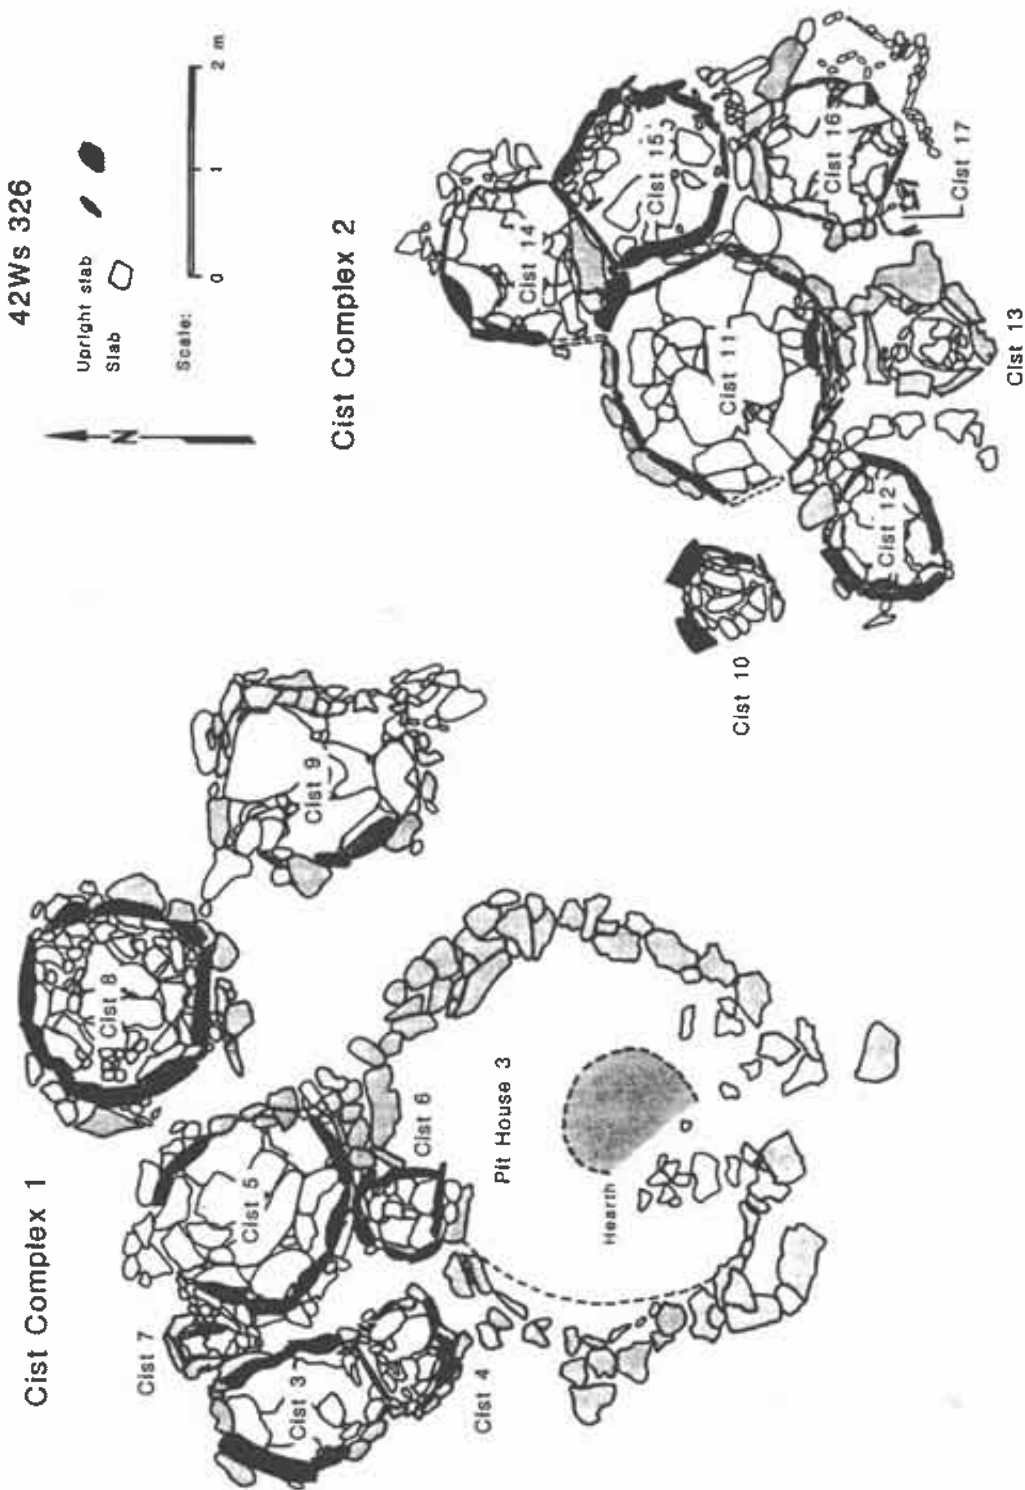 42Ws 326
Upright slab
Slab
Scale:
0 1 2 m
N
Cist Complex 1
Cist Complex 2
Cist 8
Cist 9
Cist 7
Cist 5
Cist 3
Cist 6
Cist 4
Pit House 3
Hearth
Cist 14
Cist 15
Cist 11
Cist 16
Cist 17
Cist 10
Cist 12
Cist 13